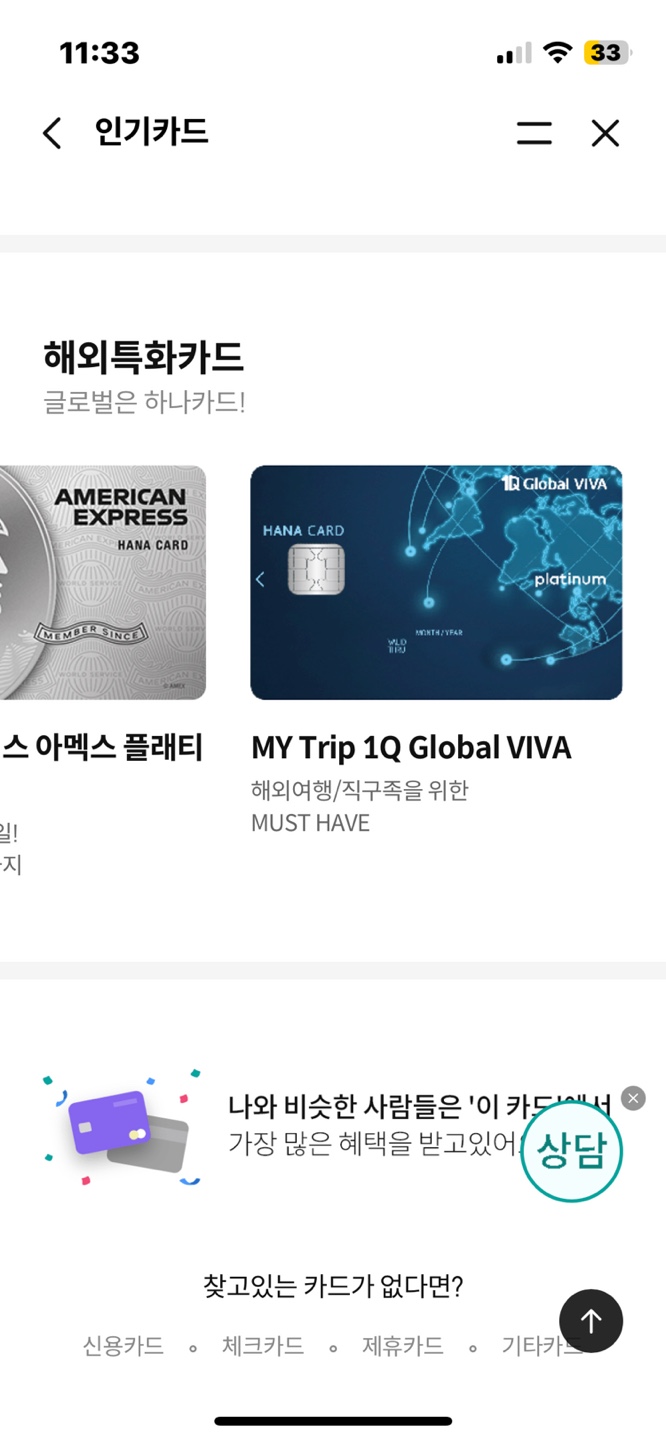 11:33
33
인기카드
해외특화카드
글로벌은 하나카드!
AMERICAN
EXPRESS
HANA CARD
WORLD SERVICE
MEMBER SINCE
WORLD SERVICE
© AMEX
1Q Global VIVA
HANA CARD
platinum
MONTH/YEAR
VALID
THRU
스 아멕스 플래티
일!
지
MY Trip 1Q Global VIVA
해외여행/직구족을 위한
MUST HAVE
나와 비슷한 사람들은 '이 카드'에서
가장 많은 혜택을 받고있어
상담
찾고있는 카드가 없다면?
신용카드 체크카드 제휴카드 기타카드